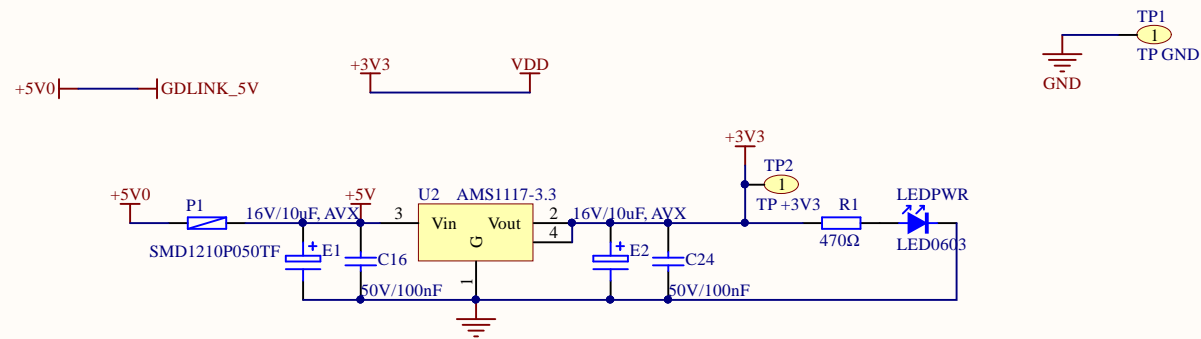 TP1
1
TP GND
GND
+3V3
VDD
+5V0
GDLINK_5V
+3V3
TP2
1
TP +3V3
+5V0
P1
SMD1210P050TF
+5V
16V/10uF, AVX
E1
C16
50V/100nF
U2
AMS1117-3.3
3
Vin
Vout
G
2
4
1
16V/10uF, AVX
E2
C24
50V/100nF
R1
470Ω
LEDPWR
LED0603